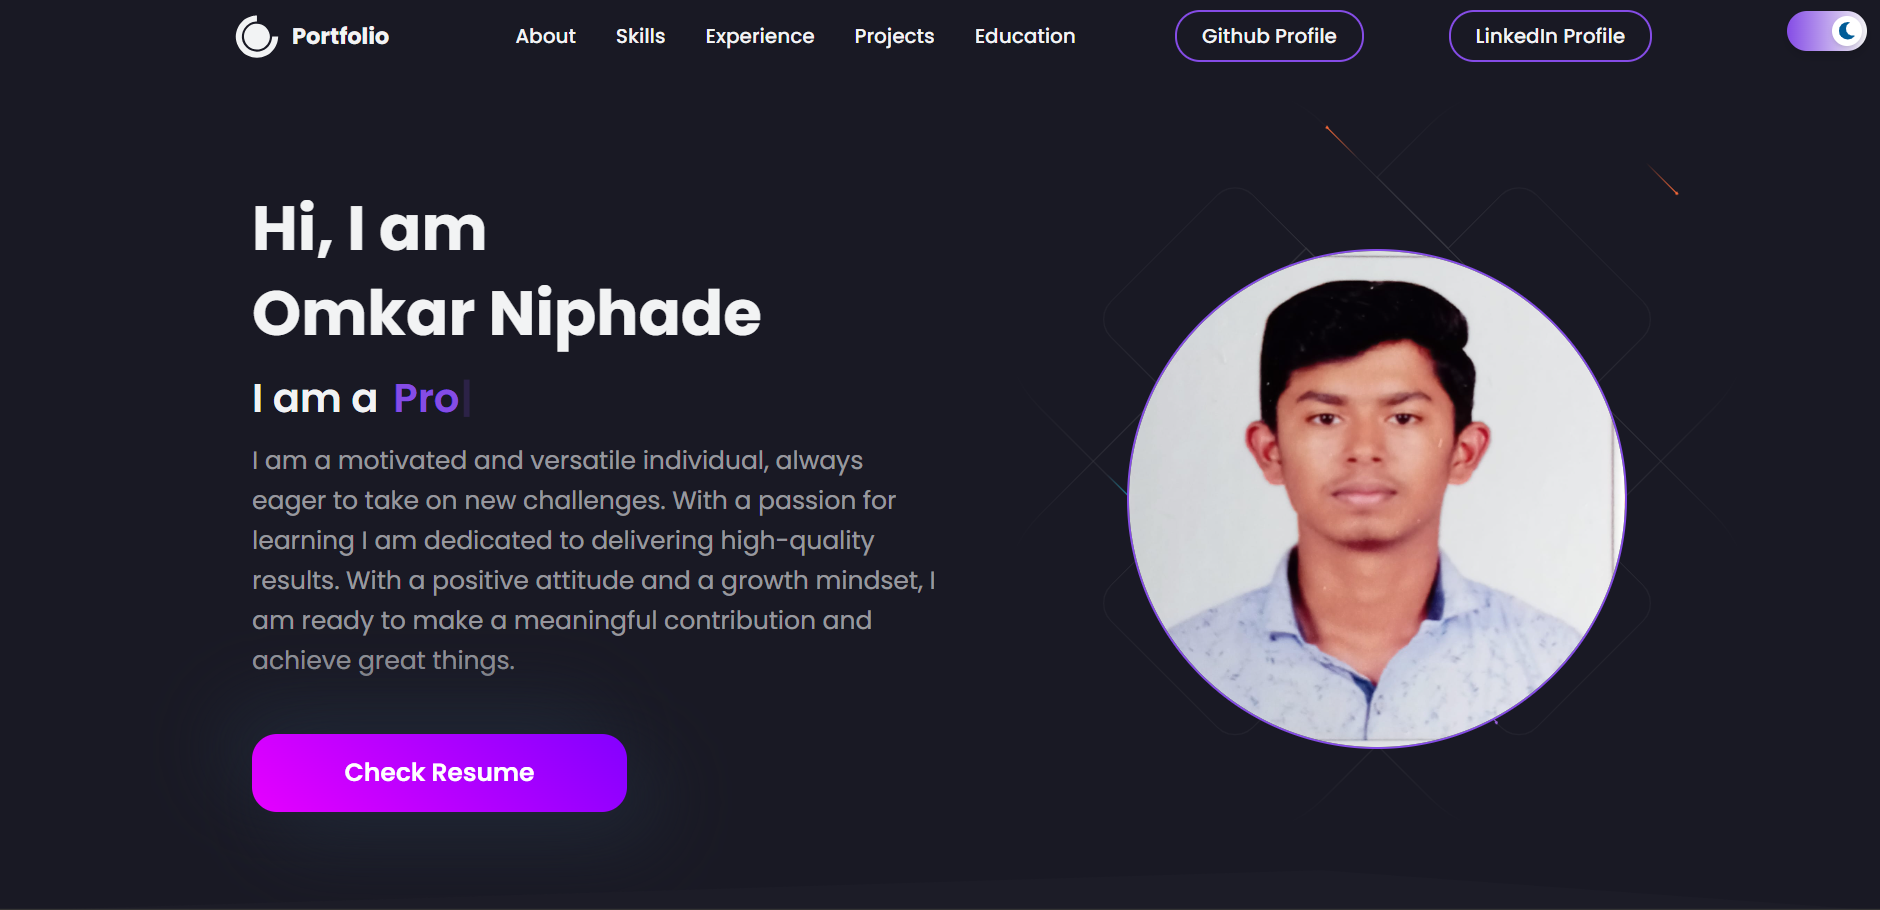 Portfolio
About
Skills
Experience
Projects
Education
Github Profile
LinkedIn Profile
Hi, I am
Omkar Niphade
I am a Pro
I am a motivated and versatile individual, always
eager to take on new challenges. With a passion for
learning I am dedicated to delivering high-quality
results. With a positive attitude and a growth mindset, I
am ready to make a meaningful contribution and
achieve great things.
Check Resume